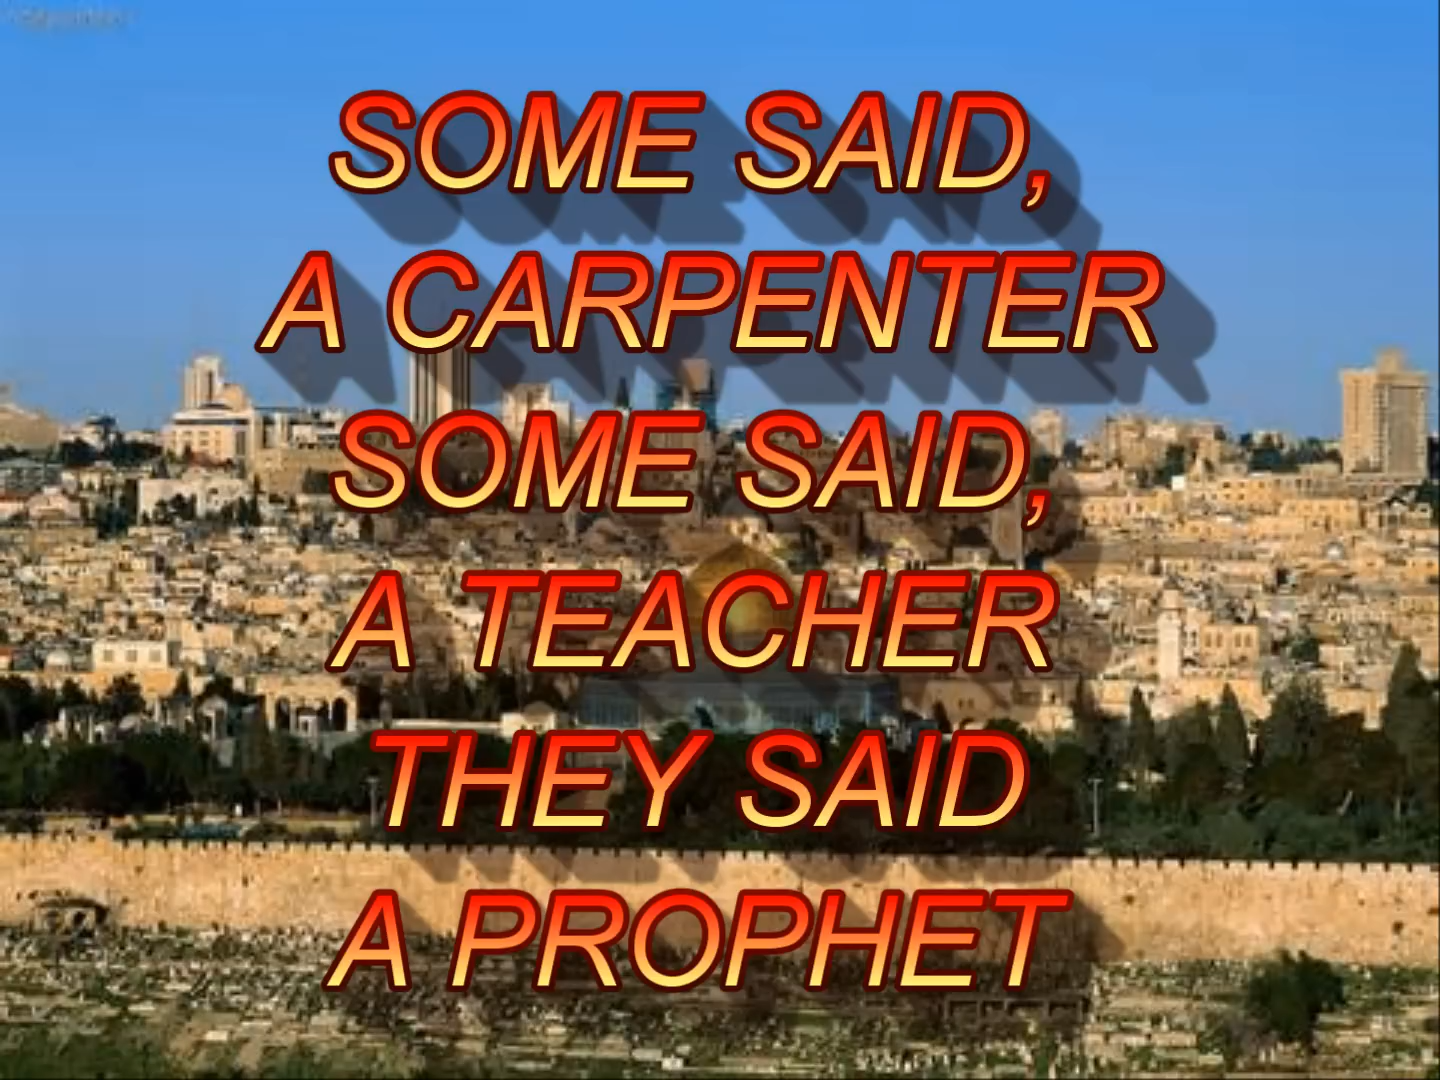 SOME SAID,
A CARPENTER
SOME SAID,
A TEACHER
THEY SAID
A PROPHET